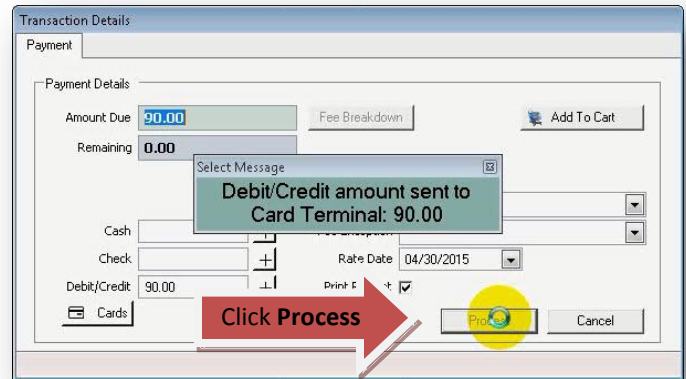 Transaction Details
Payment
Payment Details
Amount Due 90.00 Fee Breakdown Add To Cart
Remaining 0.00
Select Message
Debit/Credit amount sent to
Card Terminal: 90.00
Cash
Check Rate Date 04/30/2015
Debit/Credit 90.00 Print
Cards Click Process Cancel